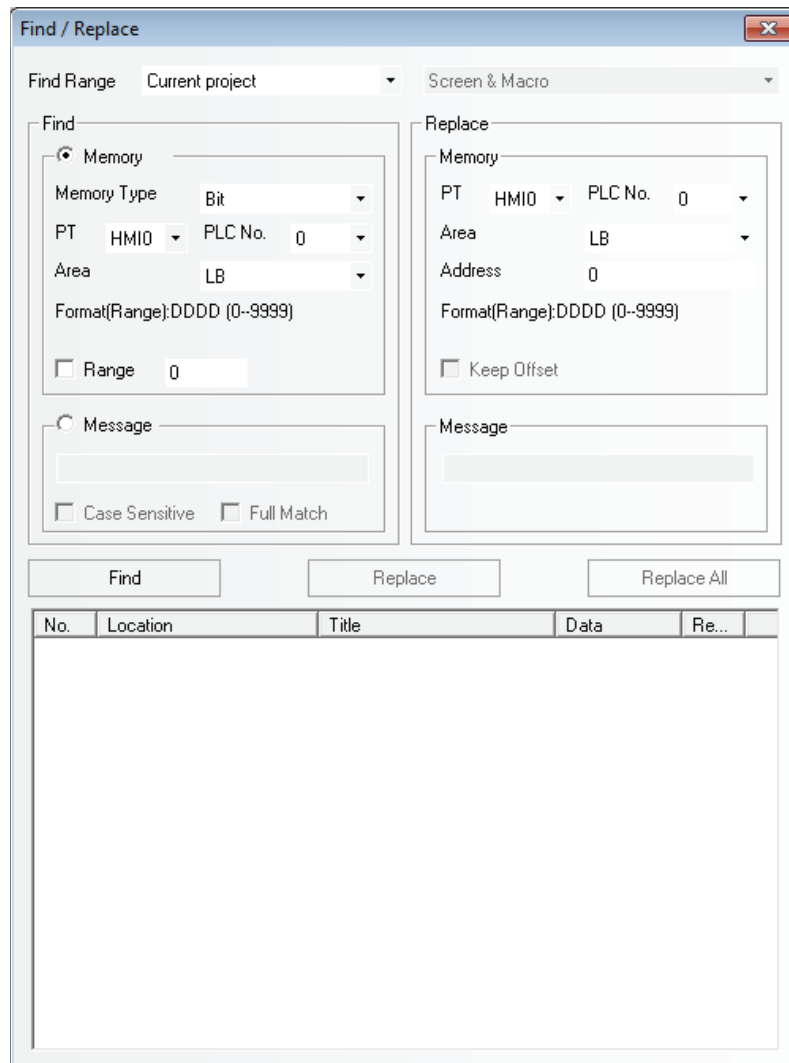 Find / Replace
Find Range Current project Screen & Macro
Find
Memory
Memory Type Bit
PT HMI0 PLC No. 0
Area LB
Format(Range):DDDD (0--9999)
Range 0
Message
Case Sensitive Full Match
Replace
Memory
PT HMI0 PLC No. 0
Area LB
Address 0
Format(Range):DDDD (0--9999)
Keep Offset
Message
Find Replace Replace All
No. Location Title Data Re...